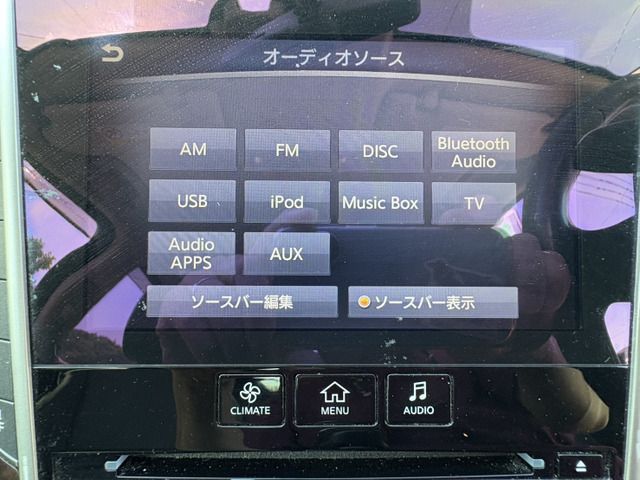 オーディオソース
AM
FM
DISC
Bluetooth
Audio
USB
iPod
Music Box
TV
Audio
APPS
AUX
ソースバー編集
ソースバー表示
CLIMATE
MENU
AUDIO